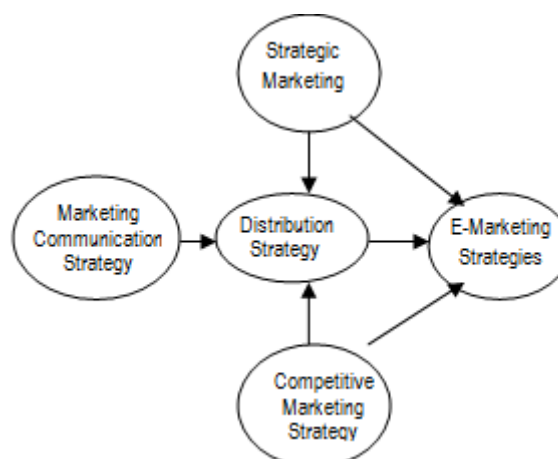 Strategic
Marketing
Marketing
Communication
Strategy
Distribution
Strategy
E-Marketing
Strategies
Competitive
Marketing
Strategy